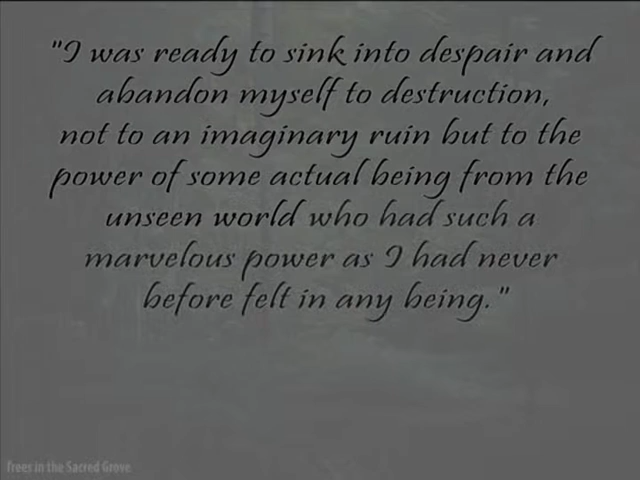 "I was ready to sink into despair and
abandon myself to destruction,
not to an imaginary ruin but to the
power of some actual being from the
unseen world who had such a
marvelous power as I had never
before felt in any being."
Trees in the Sacred Grove